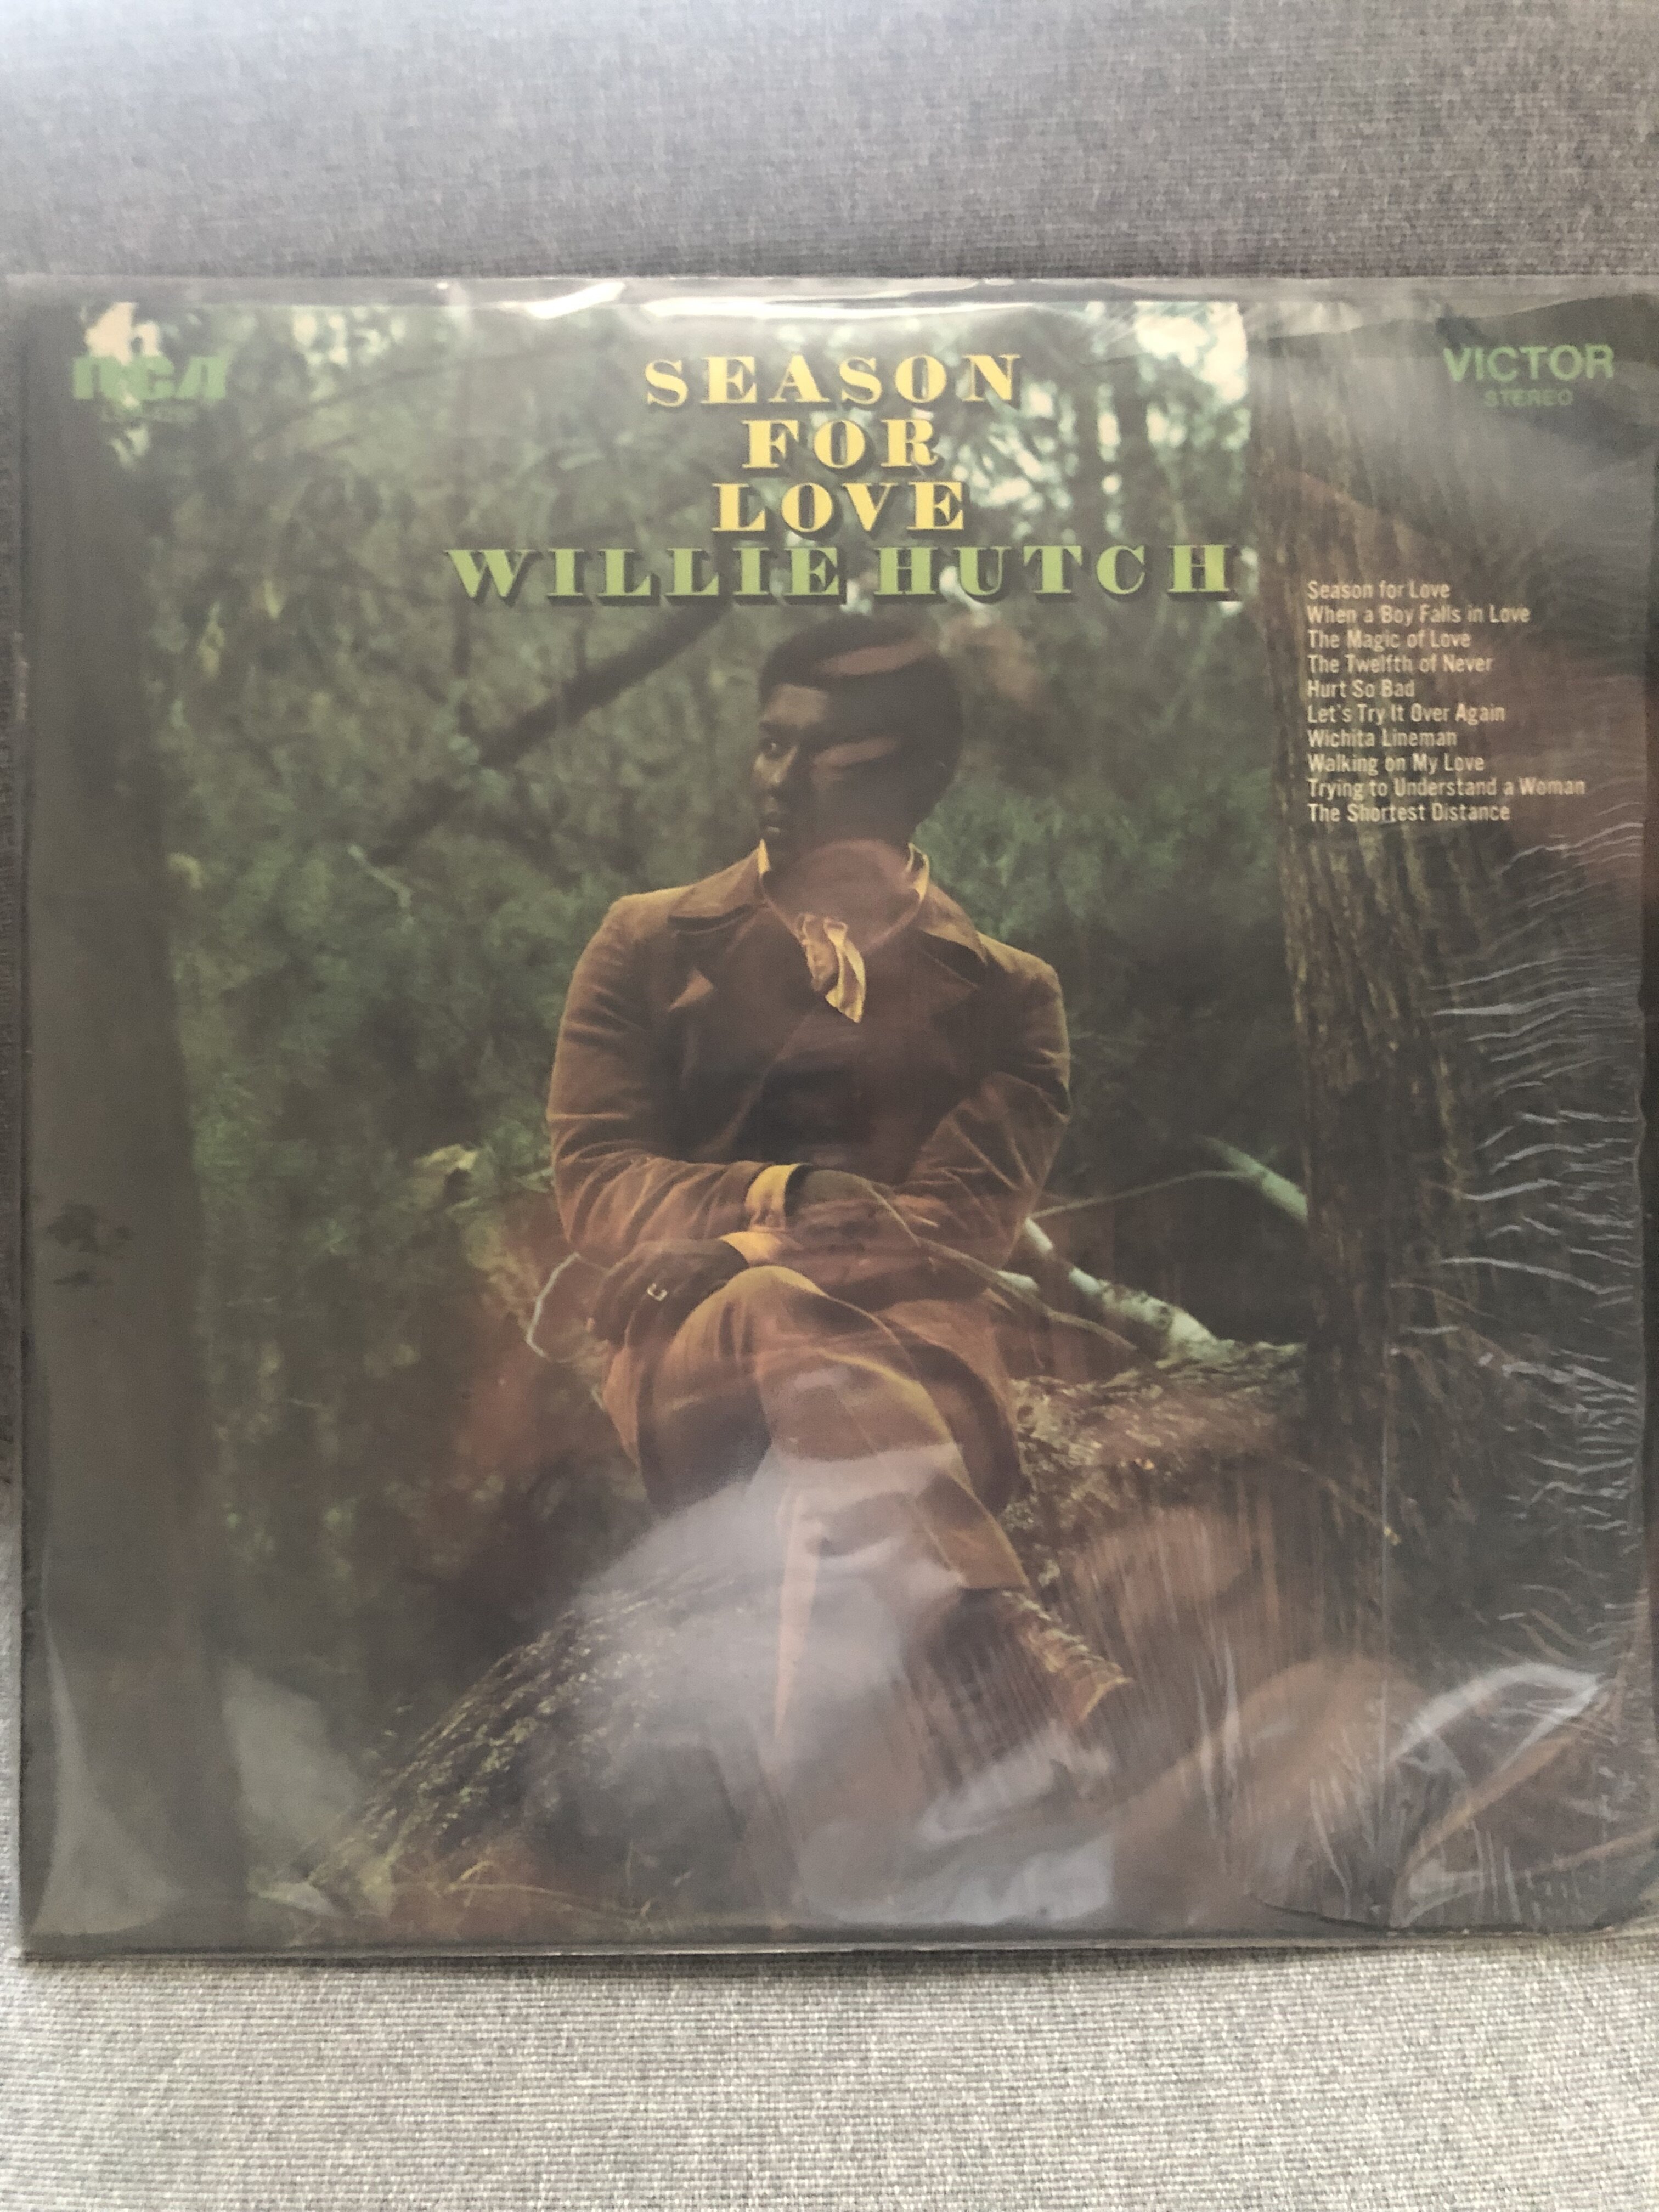 RCA
VICTOR
STEREO
SEASON
FOR
LOVE
WILLIE HUTCH
Season for Love
When a Boy Falls in Love
The Magic of Love
The Twelfth of Never
Hurt So Bad
Let's Try It Over Again
Wichita Lineman
Walking on My Love
Trying to Understand a Woman
The Shortest Distance